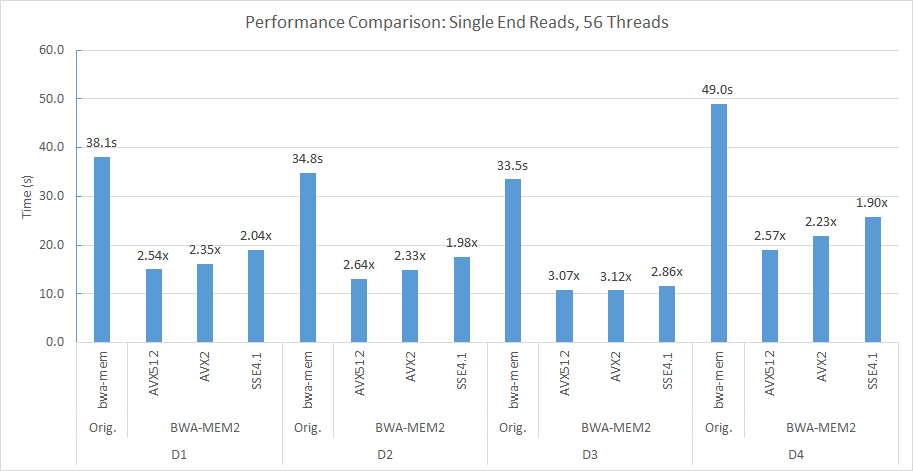 Performance Comparison: Single End Reads, 56 Threads
Time (s)
60.0
50.0
40.0
30.0
20.0
10.0
0.0
38.1s
2.54x
2.35x
2.04x
34.8s
2.64x
2.33x
1.98x
33.5s
3.07x
3.12x
2.86x
49.0s
2.57x
2.23x
1.90x
bwa-mem
AVX512
AVX2
SSE4.1
bwa-mem
AVX512
AVX2
SSE4.1
bwa-mem
AVX512
AVX2
SSE4.1
bwa-mem
AVX512
AVX2
SSE4.1
Orig. BWA-MEM2 Orig. BWA-MEM2 Orig. BWA-MEM2 Orig. BWA-MEM2
D1 D2 D3 D4